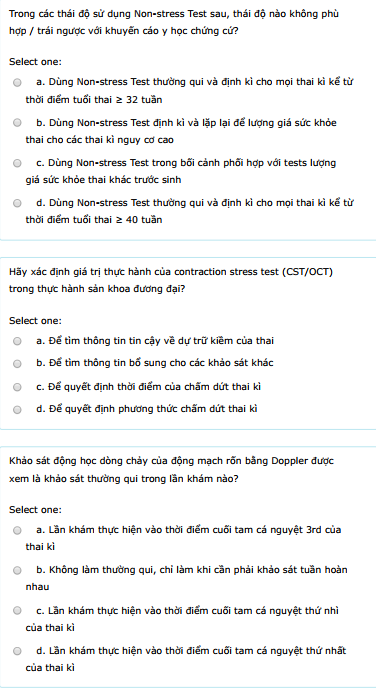 Trong các thái độ sử dụng Non-stress Test sau, thái độ nào không phù
hợp / trái ngược với khuyến cáo y học chứng cứ?
Select one:
a. Dùng Non-stress Test thường qui và định kì cho mọi thai kì kể từ
thời điểm tuổi thai ≥ 32 tuần
b. Dùng Non-stress Test định kì và lặp lại để lượng giá sức khỏe
thai cho các thai kì nguy cơ cao
c. Dùng Non-stress Test trong bối cảnh phối hợp với tests lượng
giá sức khỏe thai khác trước sinh
d. Dùng Non-stress Test thường qui và định kì cho mọi thai kì kể từ
thời điểm tuổi thai ≥ 40 tuần
Hãy xác định giá trị thực hành của contraction stress test (CST/OCT)
trong thực hành sản khoa đương đại?
Select one:
a. Để tìm thông tin tin cậy về dự trữ kiềm của thai
b. Để tìm thông tin bổ sung cho các khảo sát khác
c. Để quyết định thời điểm của chấm dứt thai kì
d. Để quyết định phương thức chấm dứt thai kì
Khảo sát động học dòng chảy của động mạch rốn bằng Doppler được
xem là khảo sát thường qui trong lần khám nào?
Select one:
a. Lần khám thực hiện vào thời điểm cuối tam cá nguyệt 3rd của
thai kì
b. Không làm thường qui, chỉ làm khi cần phải khảo sát tuần hoàn
nhau
c. Lần khám thực hiện vào thời điểm cuối tam cá nguyệt thứ nhì
của thai kì
d. Lần khám thực hiện vào thời điểm cuối tam cá nguyệt thứ nhất
của thai kì